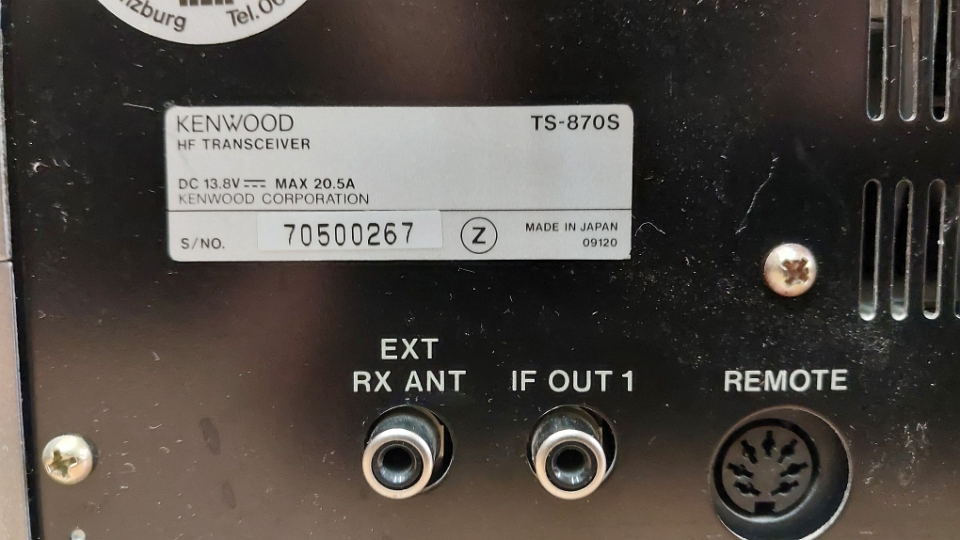 Tel.
KENWOOD
TS-870S
HF TRANSCEIVER
DC 13.8V MAX 20.5A
KENWOOD CORPORATION
S/NO.
70500267
Z
MADE IN JAPAN
09120
EXT
RX ANT
IF OUT 1
REMOTE